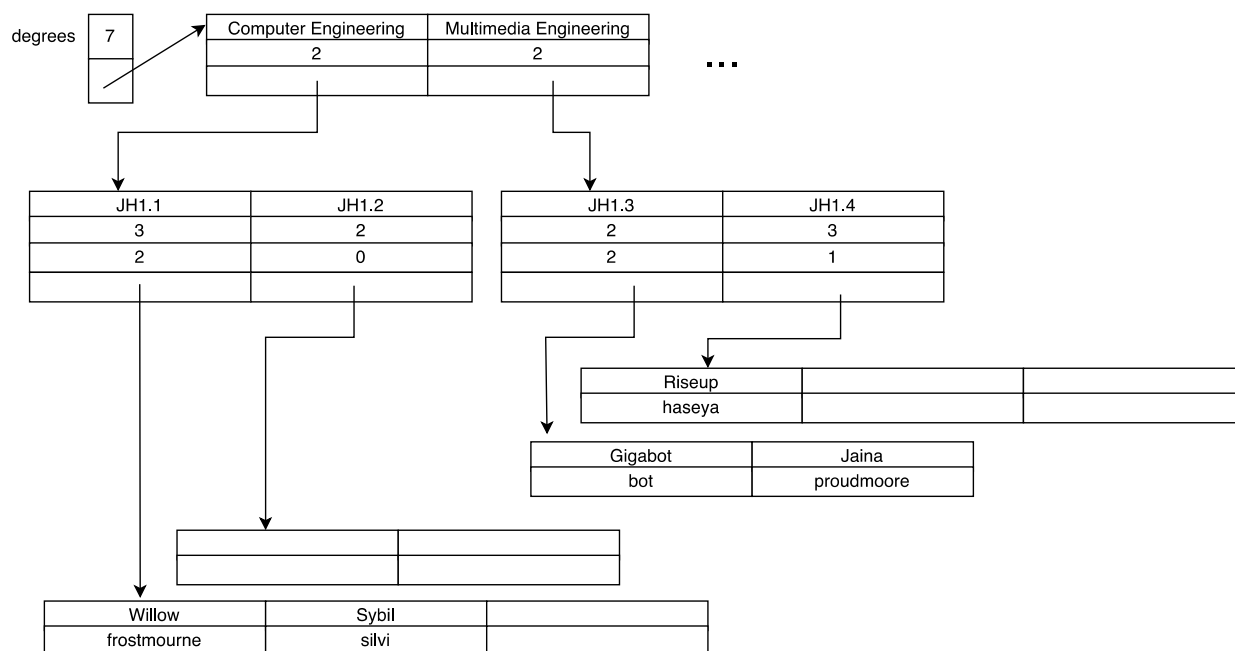 degrees 7
Computer Engineering Multimedia Engineering
2 2
...
JH1.1 JH1.2
3 2
2 0
JH1.3 JH1.4
2 3
2 1
Riseup
haseya
Gigabot Jaina
bot proudmoore
Willow Sybil
frostmourne silvi